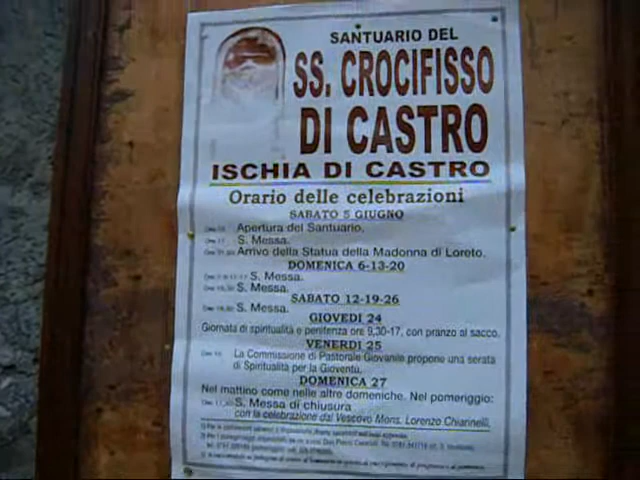 SANTUARIO DEL
SS. CROCIFISSO
DI CASTRO
ISCHIA DI CASTRO
Orario delle celebrazioni
SABATO 5 GIUGNO
Apertura del Santuario.
S. Messa.
Arrivo della Statua della Madonna di Loreto.
DOMENICA 6-13-20
S. Messa.
S. Messa.
SABATO 12-19-26
S. Messa.
GIOVEDI 24
Giornata di spiritualità e penitenza ore 9,30-17, con pranzo al sacco.
VENERDI 25
La Commissione di Pastorale Giovanile propone una serata
di Spiritualità per la Gioventù.
DOMENICA 27
Nel mattino come nelle altre domeniche. Nel pomeriggio:
S. Messa di chiusura
con la celebrazione dal Vescovo Mons. Lorenzo Chiarinelli.